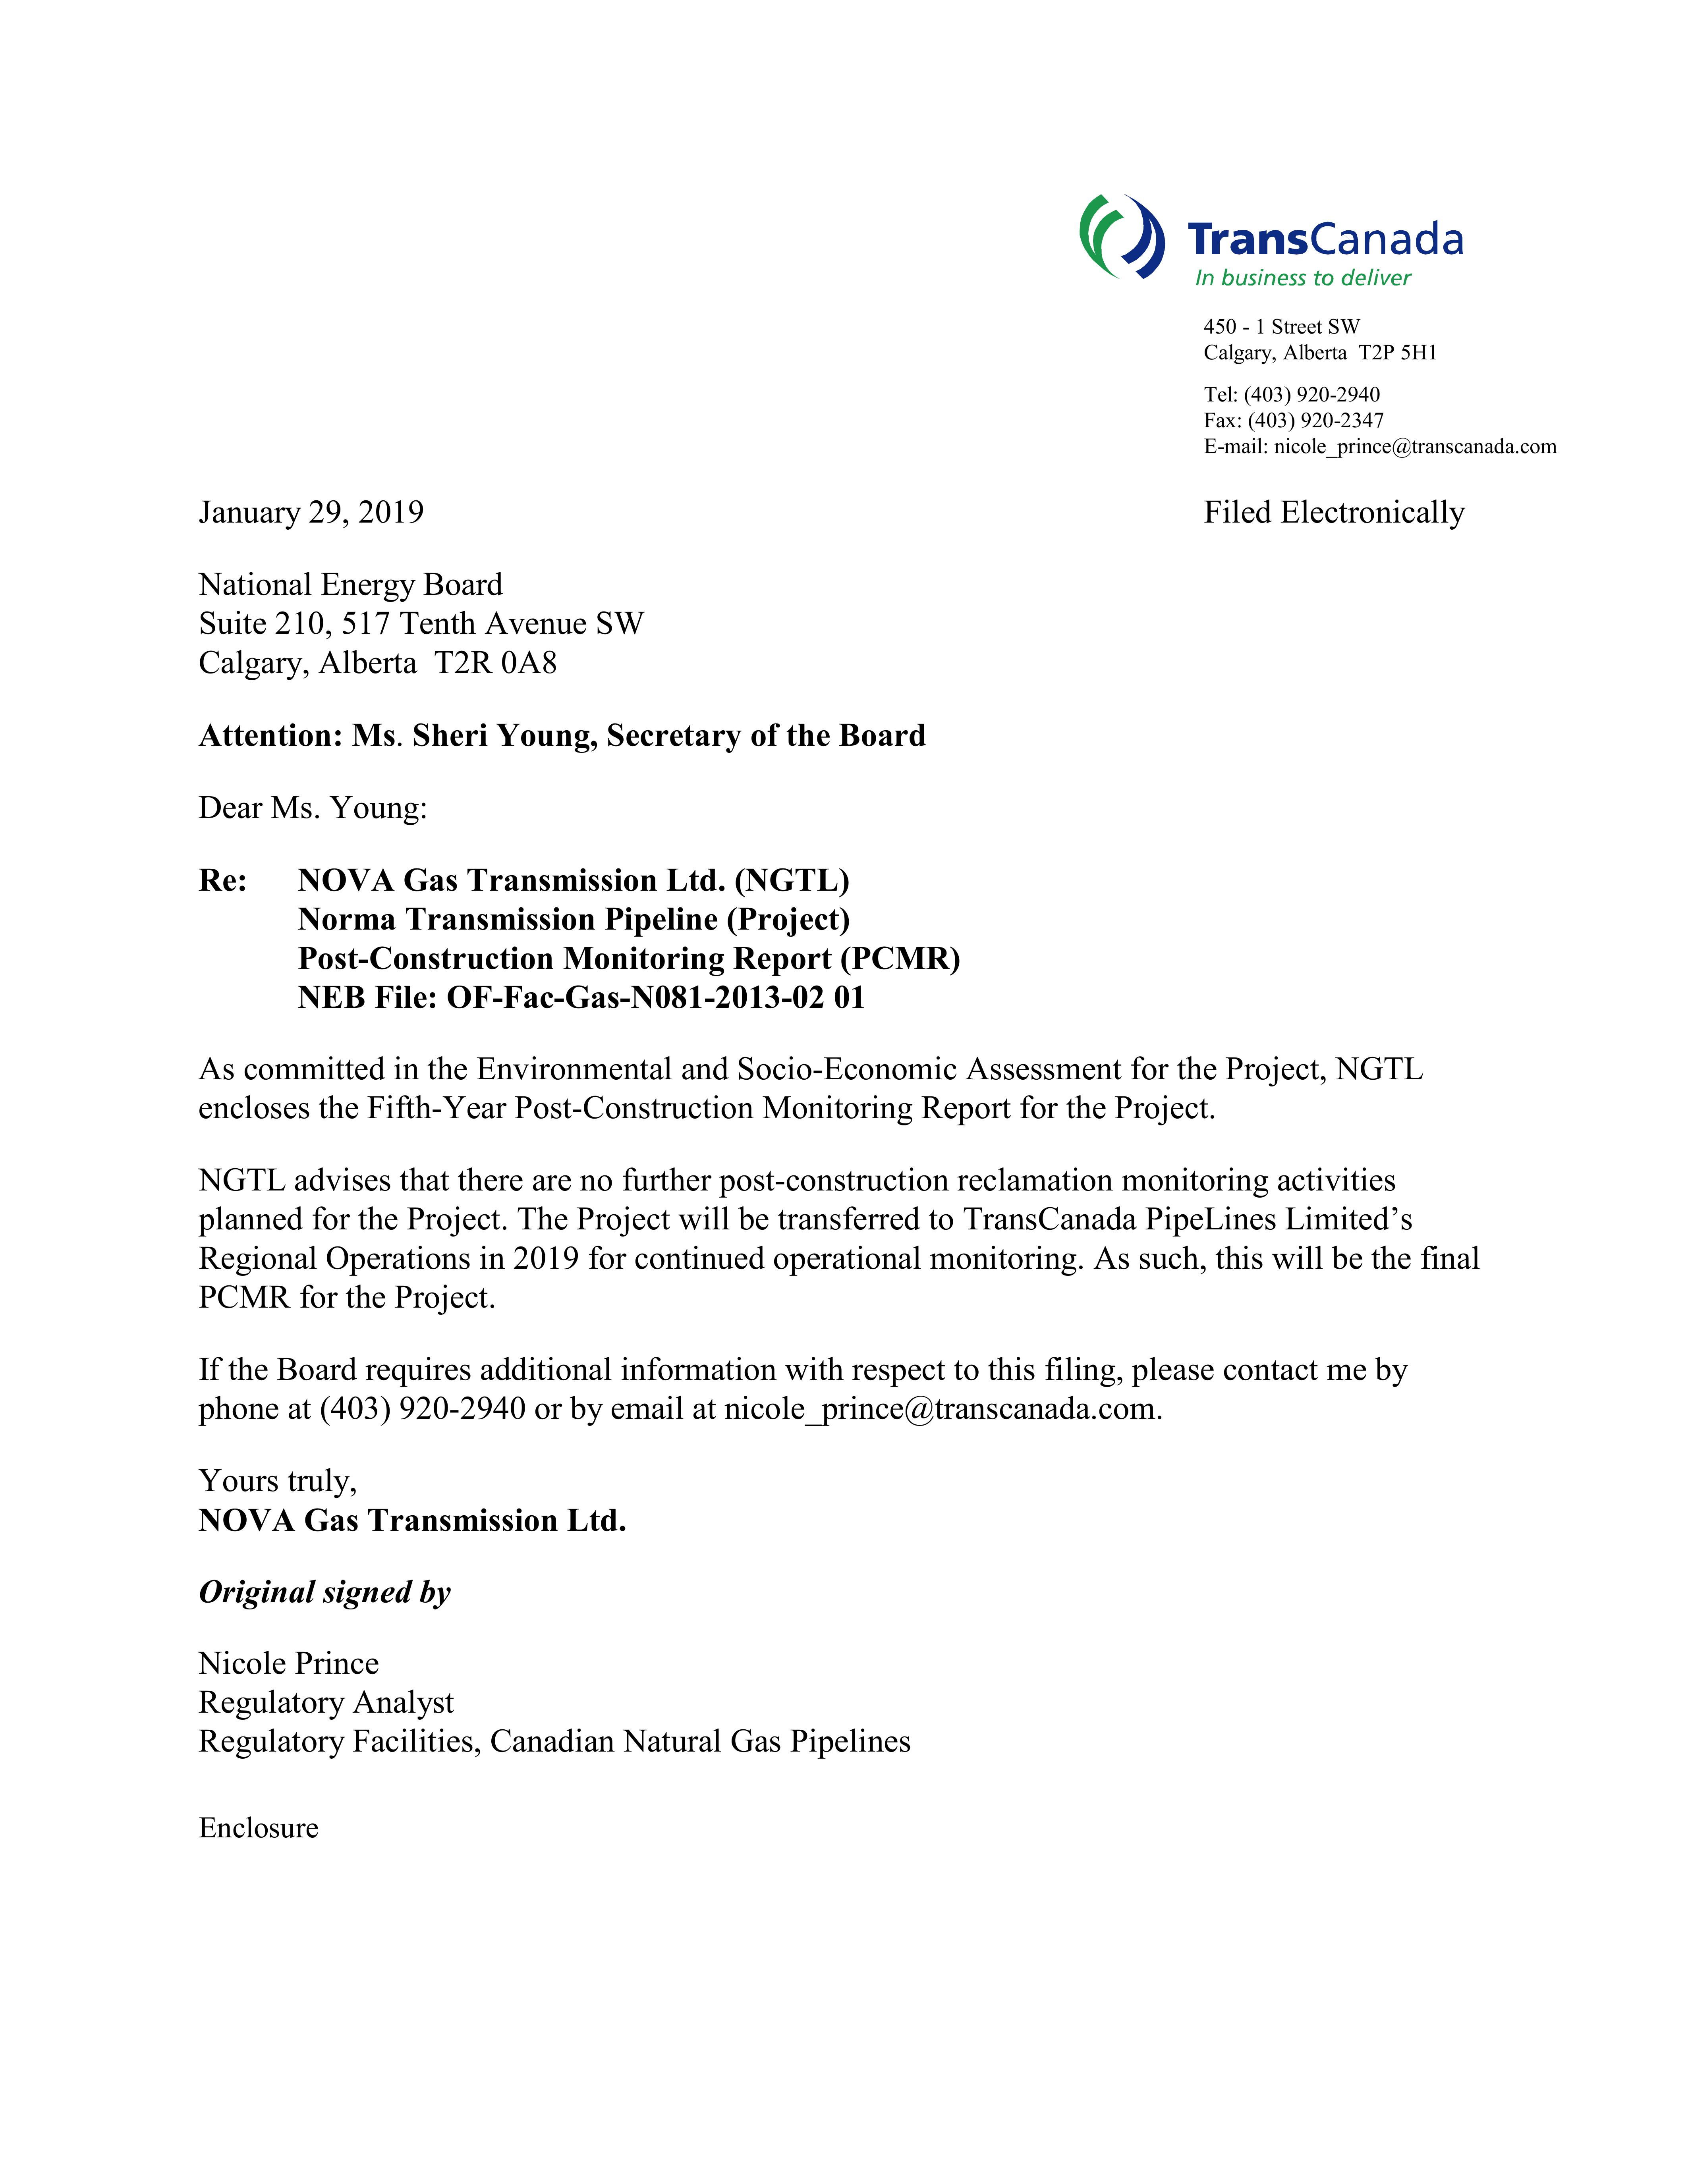 TransCanada
In business to deliver
450 - 1 Street SW
Calgary, Alberta  T2P 5H1
Tel: (403) 920-2940
Fax: (403) 920-2347
E-mail: nicole_prince@transcanada.com
January 29, 2019
Filed Electronically
National Energy Board
Suite 210, 517 Tenth Avenue SW
Calgary, Alberta  T2R 0A8
Attention: Ms. Sheri Young, Secretary of the Board
Dear Ms. Young:
Re: NOVA Gas Transmission Ltd. (NGTL)
Norma Transmission Pipeline (Project)
Post-Construction Monitoring Report (PCMR)
NEB File: OF-Fac-Gas-N081-2013-02 01
As committed in the Environmental and Socio-Economic Assessment for the Project, NGTL
encloses the Fifth-Year Post-Construction Monitoring Report for the Project.
NGTL advises that there are no further post-construction reclamation monitoring activities
planned for the Project. The Project will be transferred to TransCanada PipeLines Limited’s
Regional Operations in 2019 for continued operational monitoring. As such, this will be the final
PCMR for the Project.
If the Board requires additional information with respect to this filing, please contact me by
phone at (403) 920-2940 or by email at nicole_prince@transcanada.com.
Yours truly,
NOVA Gas Transmission Ltd.
Original signed by
Nicole Prince
Regulatory Analyst
Regulatory Facilities, Canadian Natural Gas Pipelines
Enclosure